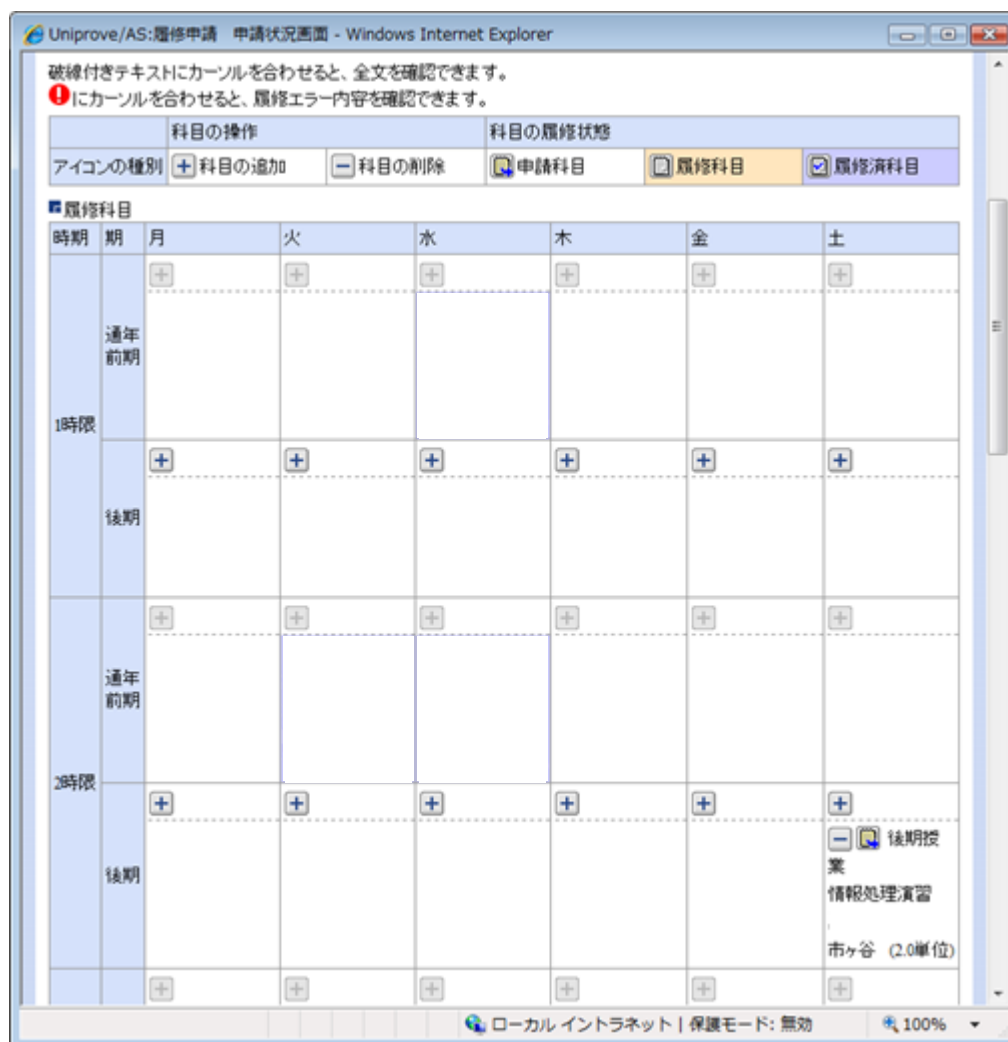 Uniprove/AS:履修申請　申請状況画面 - Windows Internet Explorer
破線付きテキストにカーソルを合わせると、全文を確認できます。
にカーソルを合わせると、履修エラー内容を確認できます。
科目の操作 科目の履修状態
アイコンの種別 科目の追加 科目の削除 申請科目 履修科目 履修済科目
履修科目
時期 期 月 火 水 木 金 土
1時限
通年
前期
後期
2時限
通年
前期
後期
後期授
業
情報処理演習
市ヶ谷 (2.0単位)
ローカル イントラネット | 保護モード: 無効 100%